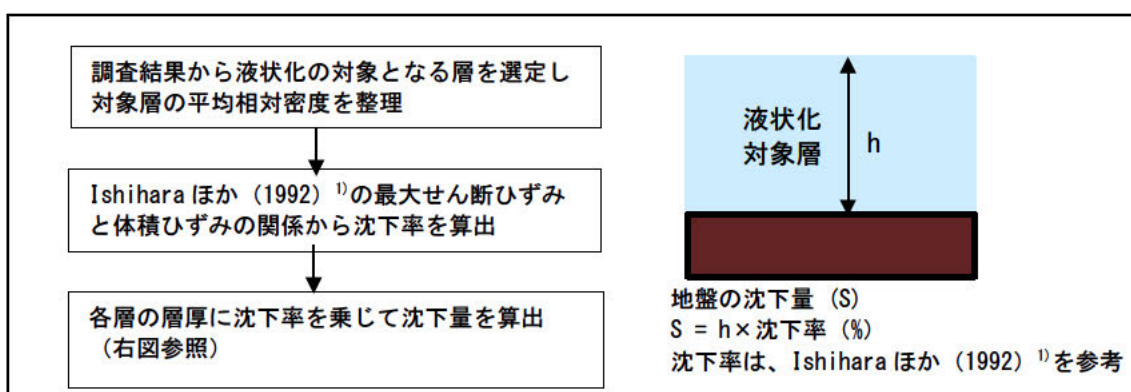 調査結果から液状化の対象となる層を選定し
対象層の平均相対密度を整理
Ishihara ほか（1992）¹⁾の最大せん断ひずみ
と体積ひずみの関係から沈下率を算出
各層の層厚に沈下率を乗じて沈下量を算出
（右図参照）
液状化
対象層
h
地盤の沈下量（S）
S = h×沈下率（%）
沈下率は、Ishihara ほか（1992）¹⁾を参考